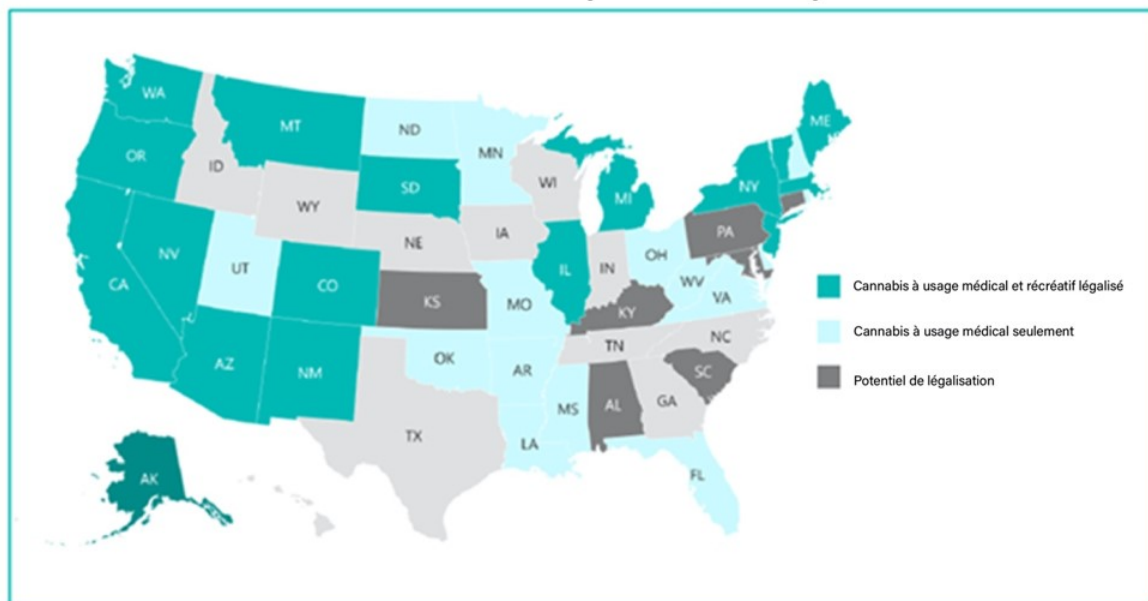 WA
MT
ND
MN
OR
ID
SD
WI
ME
WY
MI
NY
NE
IA
PA
NV
UT
CO
IL
IN
OH
CA
KS
MO
WV
VA
KY
NC
TN
AZ
NM
OK
AR
SC
MS
AL
GA
TX
LA
FL
AK
Cannabis à usage médical et récréatif légalisé
Cannabis à usage médical seulement
Potentiel de légalisation